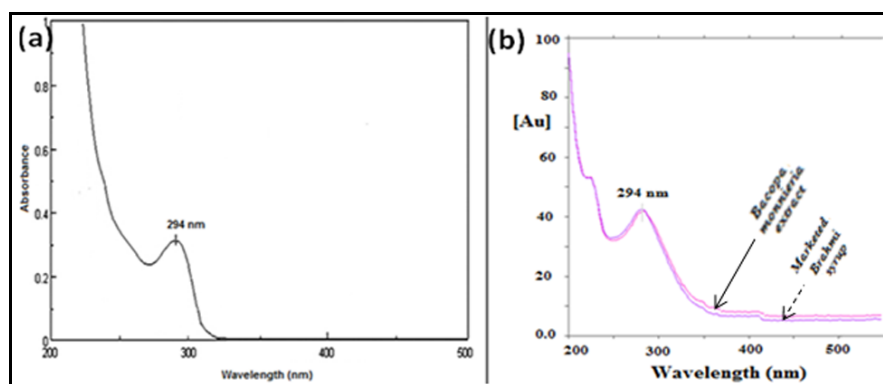 (a)
1
0.8
0.6
0.4
0.2
0
Absorbance
294 nm
200
300
400
500
Wavelength (nm)
(b)
100
80
[Au]
60
40
20
0.0
294 nm
Bacopa
monnieria
extract
Marketed
Brahmi
syrup
200
300
400
500
Wavelength (nm)